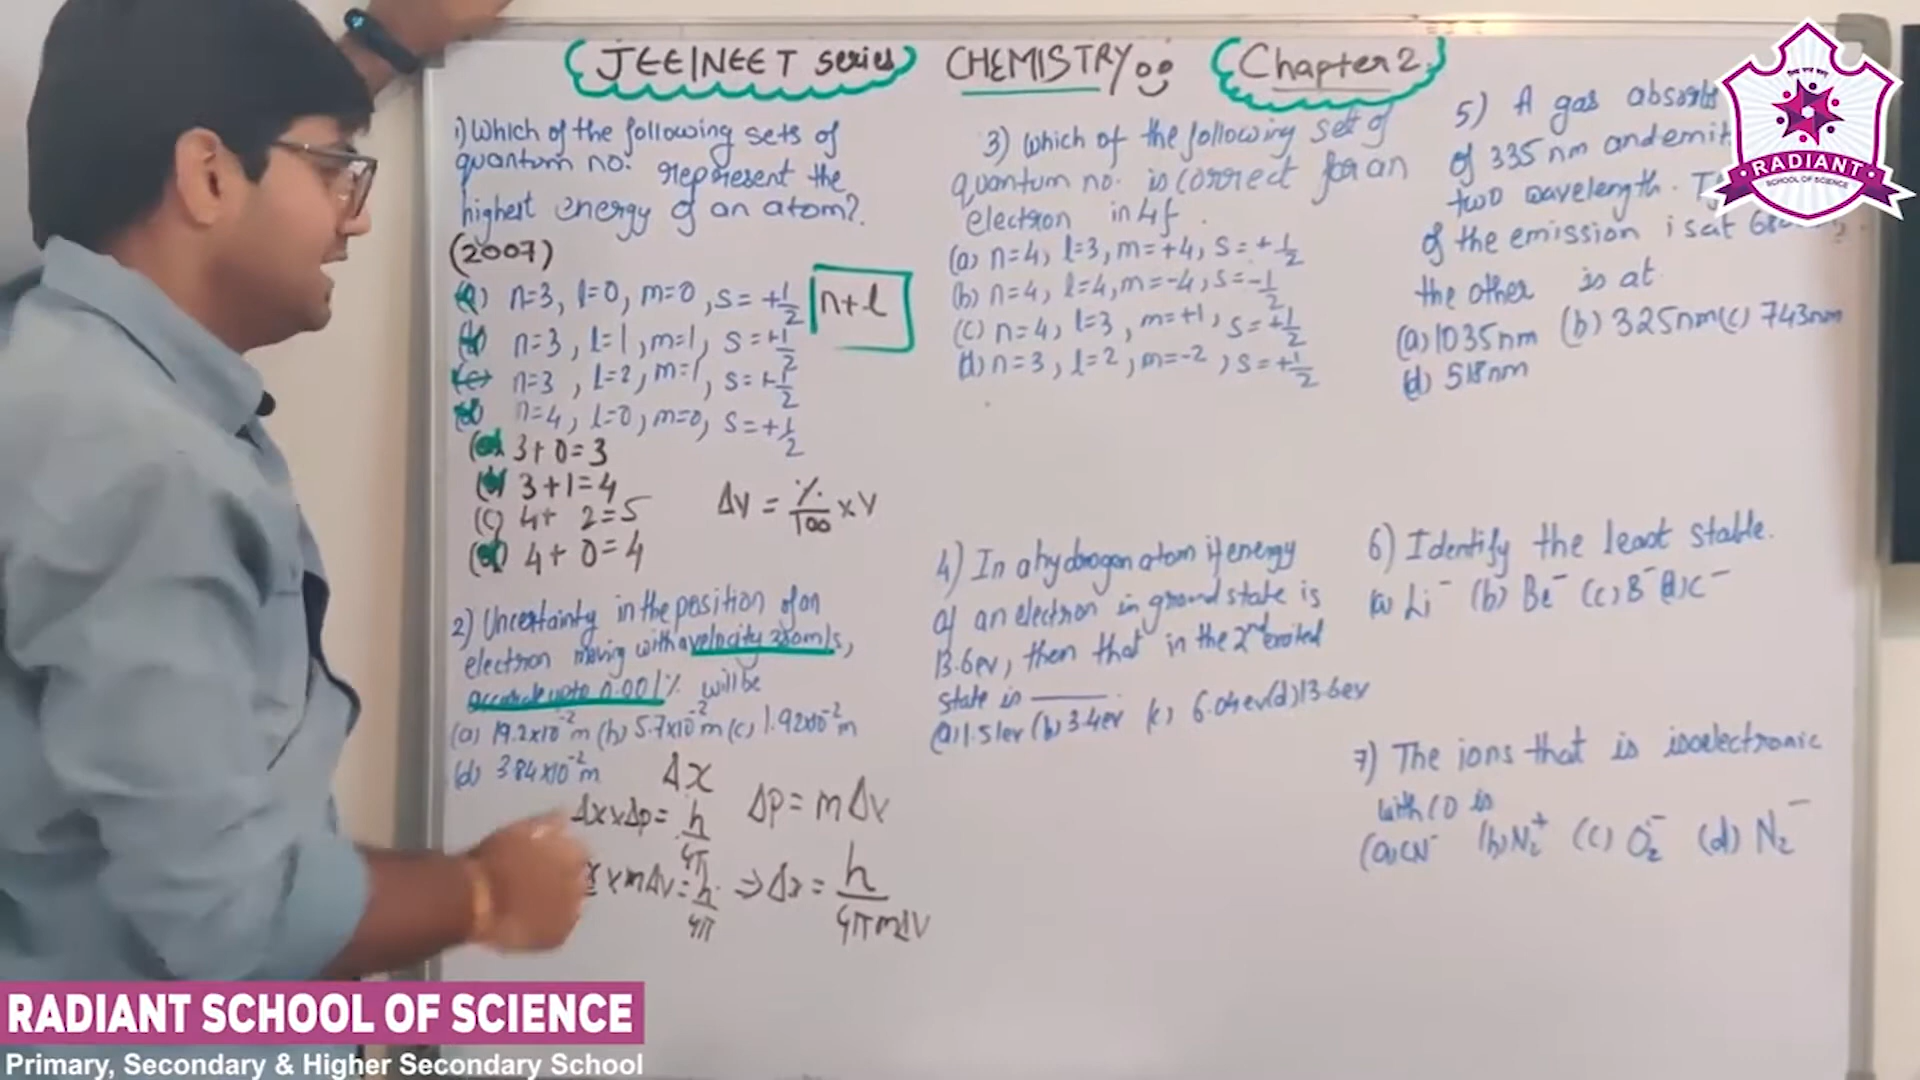 JEE|NEET series CHEMISTRY Chapter 2
1) Which of the following sets of
quantum no. represent the
highest energy of an atom?
(2007)
(a) n=3, l=0, m=0, s=+1/2
(b) n=3, l=1, m=1, s=+1/2
(c) n=3, l=2, m=1, s=+1/2
(d) n=4, l=0, m=0, s=+1/2
n+l
(a) 3+0=3
(b) 3+1=4
(c) 4+ 2=5
(d) 4+ 0=4
Δv = %/100 x v
2) Uncertainty in the position of an
electron moving with a velocity m/s,
accurate upto 0.001% will be
(a) 19.2x10⁻² m (b) 5.7x10⁻² m (c) 1.92x10⁻² m
(d) 3.84x10⁻² m
Δx
Δx x Δp = h/4π Δp = mΔv
x mΔv = h/4π ⇒ Δx = h/4πmΔv
3) Which of the following set of
quantum no. is correct for an
electron in 4f.
(a) n=4, l=3, m=+4, s=+1/2
(b) n=4, l=4, m=-4, s=-1/2
(c) n=4, l=3, m=+1, s=+1/2
(d) n=3, l=2, m=-2, s=+1/2
4) In a hydrogen atom if energy
of an electron in ground state is
13.6ev, then that in the 2nd excited
state is ____
(a) 1.51ev (b) 3.4ev (c) 6.04ev (d) 13.6ev
5) A gas absorbs
of 335 nm and emit
two wavelength.
of the emission is at
the other is at
(a) 1035nm (b) 325nm (c) 743nm
(d) 518nm
6) Identify the least stable.
(a) Li⁻ (b) Be⁻ (c) B⁻ (d) C⁻
7) The ions that is isoelectronic
with CO is
(a) CN⁻ (b) N₂⁺ (c) O₂⁻ (d) N₂⁻
RADIANT
SCHOOL OF SCIENCE
RADIANT SCHOOL OF SCIENCE
Primary, Secondary & Higher Secondary School